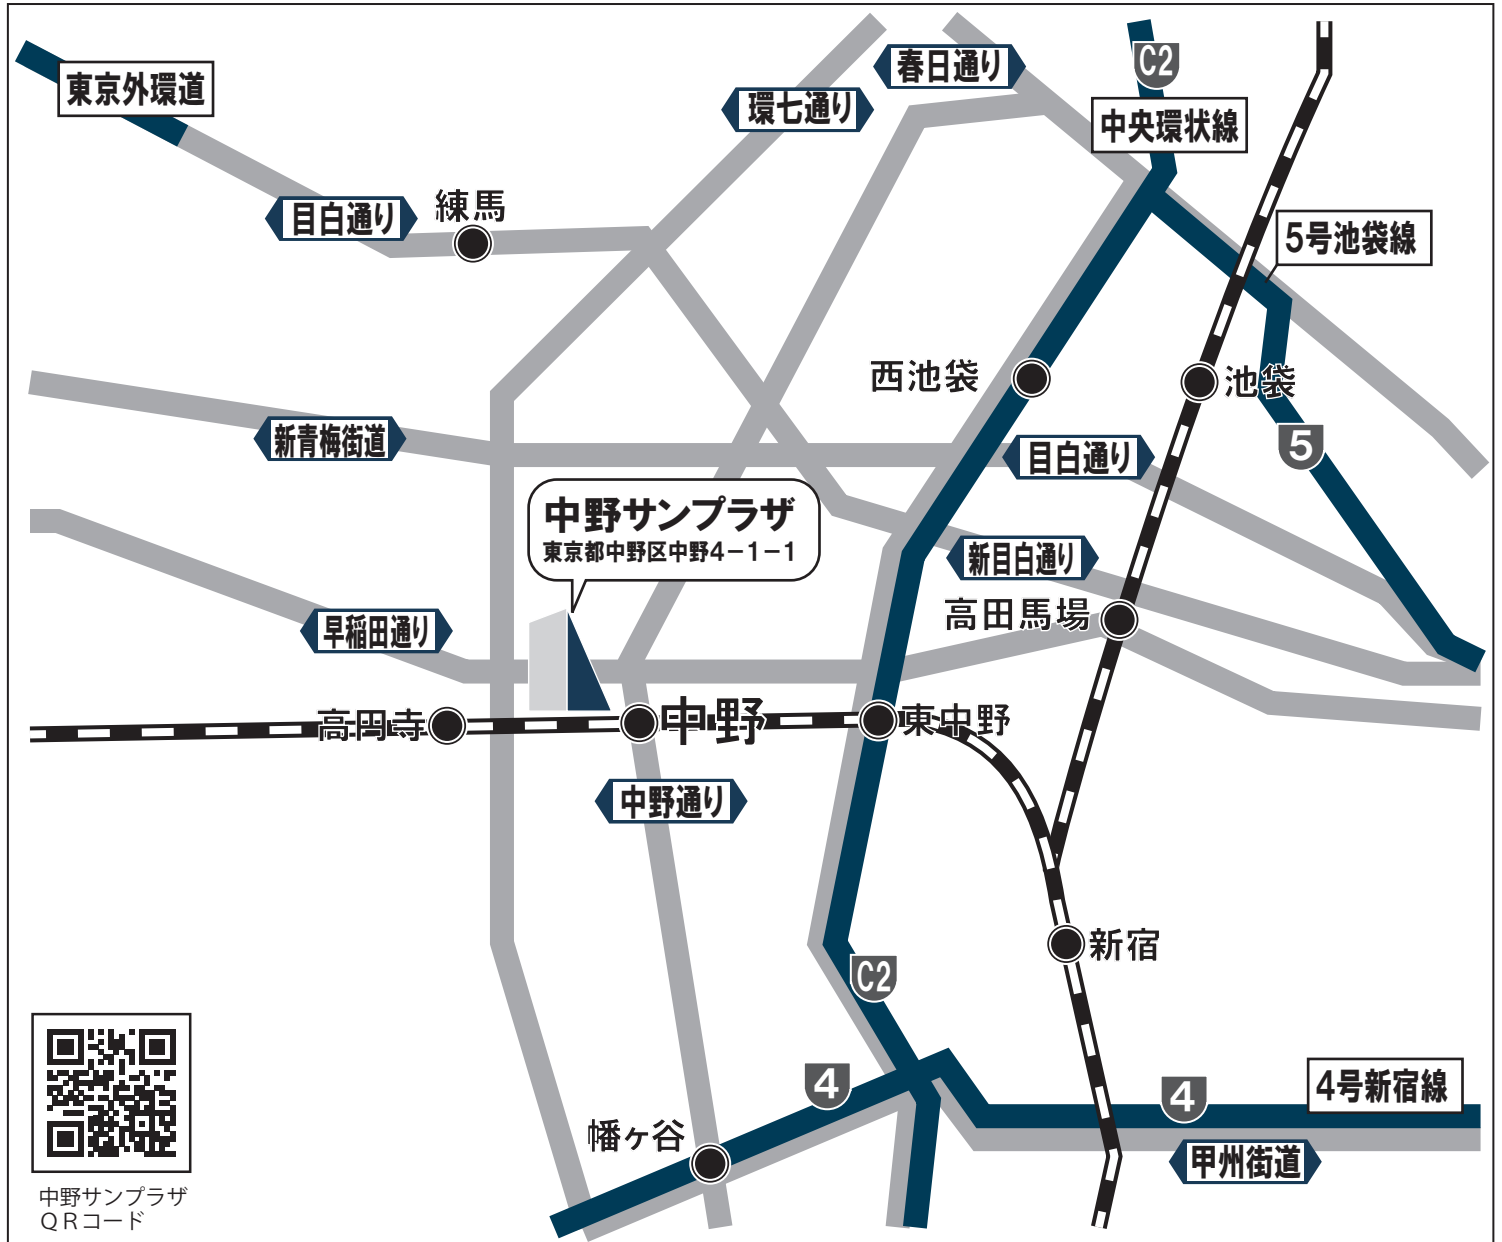 東京外環道
春日通り
C2
環七通り
中央環状線
目白通り
練馬
5号池袋線
西池袋
池袋
新青梅街道
目白通り
5
中野サンプラザ
東京都中野区中野4−1−1
新目白通り
高田馬場
早稲田通り
高円寺
中野
東中野
中野通り
新宿
C2
4
4
4号新宿線
幡ヶ谷
甲州街道
中野サンプラザ
QRコード